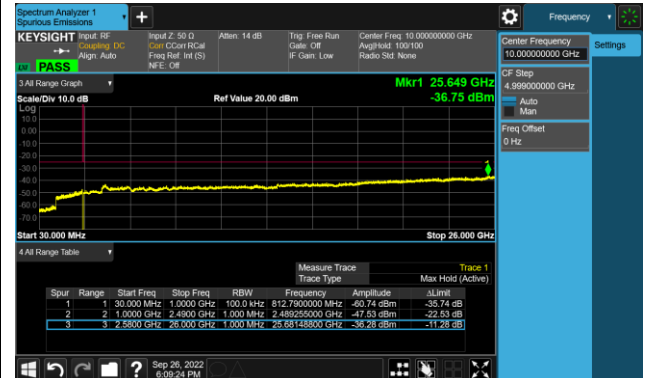 Spectrum Analyzer 1
Spurious Emissions
Frequency
KEYSIGHT
Input: RF
Coupling: DC
Align: Auto
Input Z: 50 Ω
Corr CCorr RCal
Freq Ref: Int (S)
NFE: Off
Atten: 14 dB
Trig: Free Run
Gate: Off
IF Gain: Low
Center Freq: 10.000000000 GHz
Avg|Hold: 100/100
Radio Std: None
PASS
Center Frequency
10.000000000 GHz
Settings
CF Step
4.999000000 GHz
Auto
Man
Freq Offset
0 Hz
3 All Range Graph
Mkr1 25.649 GHz
Scale/Div 10.0 dB
Ref Value 20.00 dBm
-36.75 dBm
Log
10.0
0.00
-10.0
-20.0
-30.0
-40.0
-50.0
-60.0
-70.0
1
Start 30.000 MHz
Stop 26.000 GHz
4 All Range Table
Measure Trace Trace 1
Trace Type Max Hold (Active)
Spur Range Start Freq Stop Freq RBW Frequency Amplitude ΔLimit
1 1 30.000 MHz 1.0000 GHz 100.0 kHz 812.7900000 MHz -60.74 dBm -35.74 dB
2 2 1.0000 GHz 2.4900 GHz 1.000 MHz 2.489255000 GHz -47.53 dBm -22.53 dB
3 3 2.5800 GHz 26.000 GHz 1.000 MHz 25.68148800 GHz -36.28 dBm -11.28 dB
?
Sep 26, 2022
6:09:24 PM